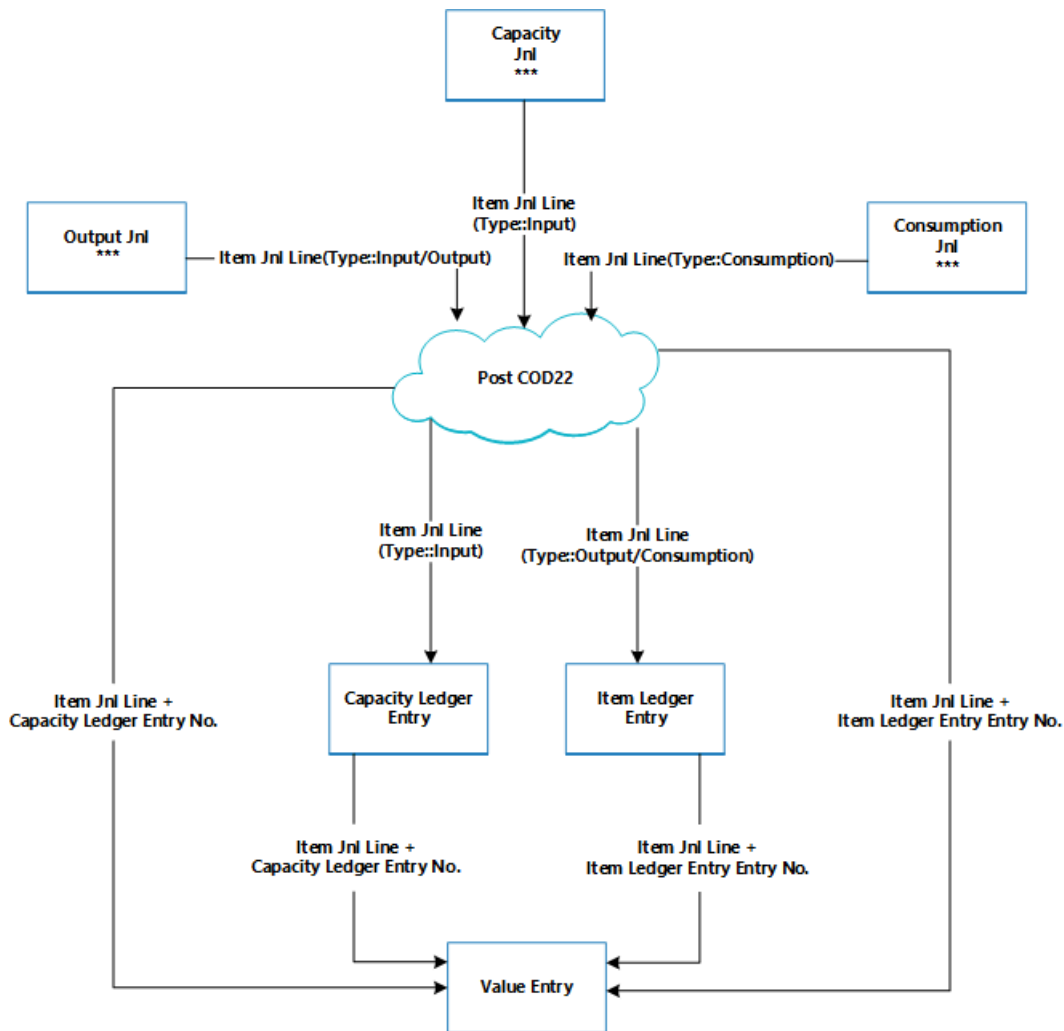 Capacity
Jnl
***
Item Jnl Line
(Type::Input)
Output Jnl
***
Item Jnl Line(Type::Input/Output)
Item Jnl Line(Type::Consumption)
Consumption
Jnl
***
Post COD22
Item Jnl Line
(Type::Input)
Item Jnl Line
(Type::Output/Consumption)
Item Jnl Line +
Capacity Ledger Entry No.
Capacity Ledger
Entry
Item Ledger
Entry
Item Jnl Line +
Item Ledger Entry Entry No.
Item Jnl Line +
Capacity Ledger Entry No.
Item Jnl Line +
Item Ledger Entry Entry No.
Value Entry